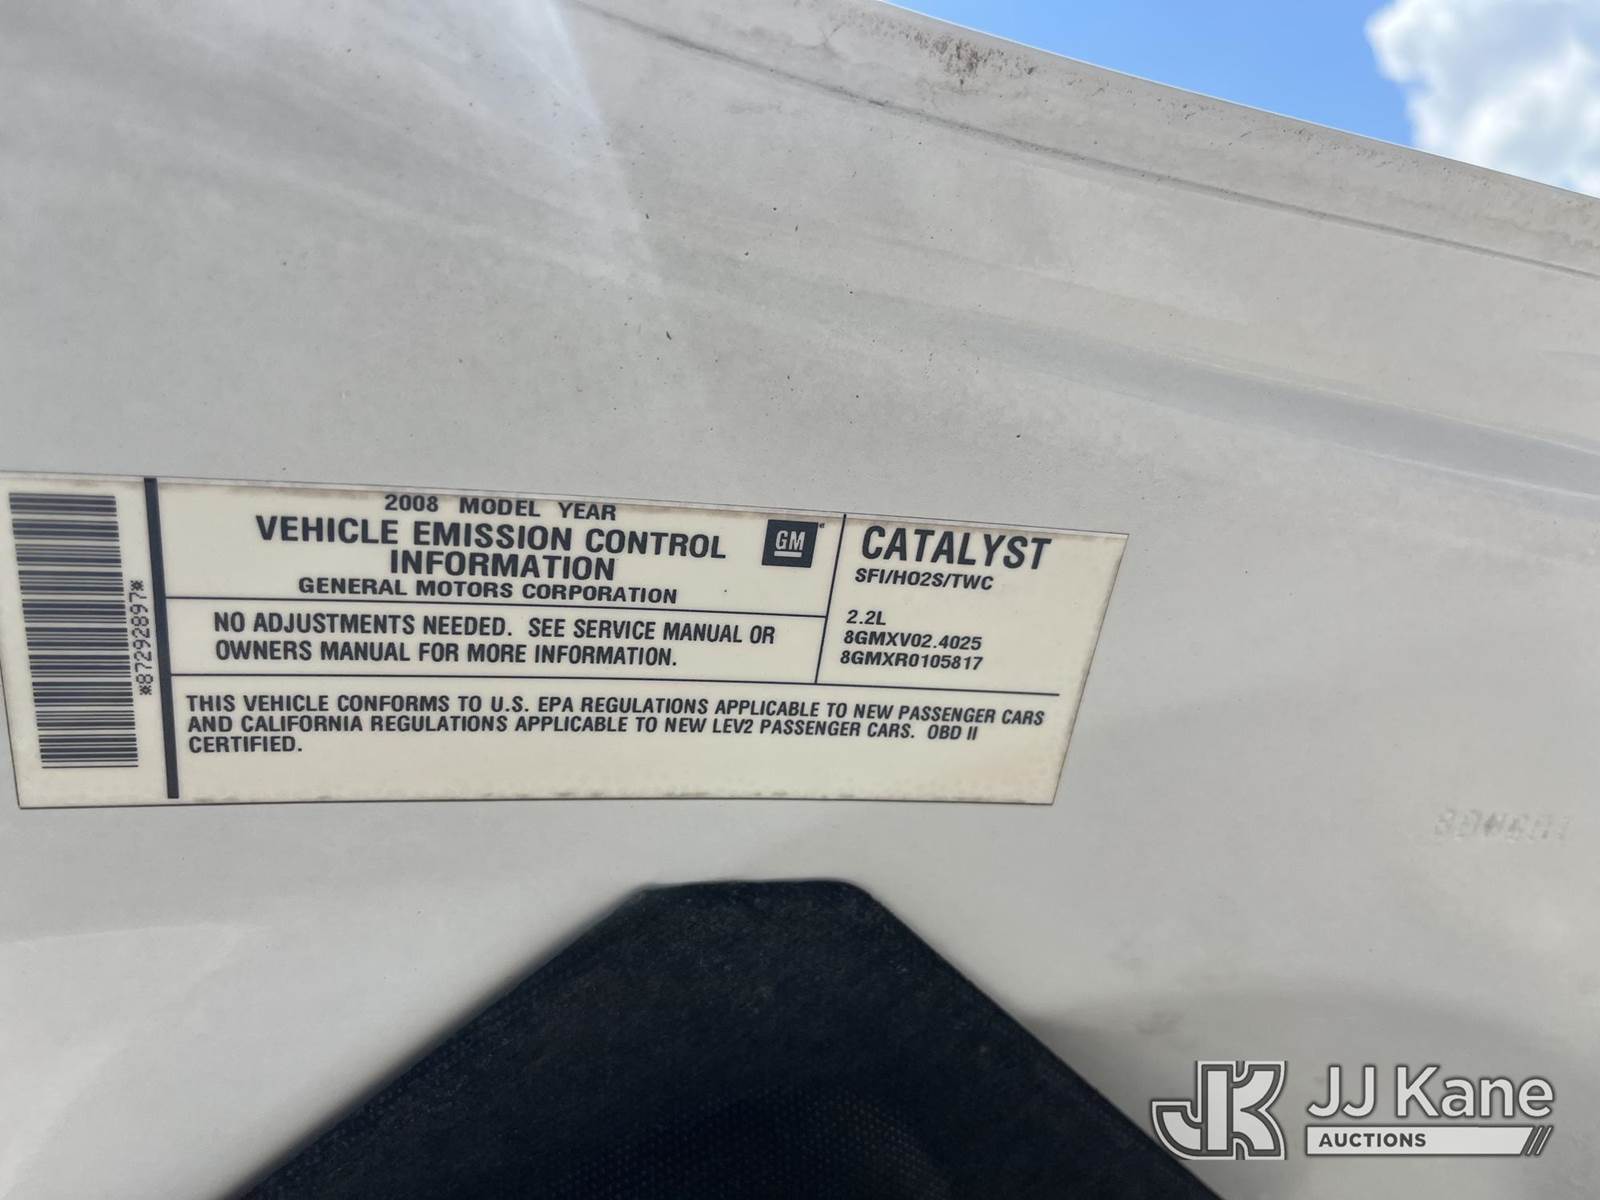 *87292897*
2008 MODEL YEAR
VEHICLE EMISSION CONTROL
INFORMATION
GENERAL MOTORS CORPORATION
GM
CATALYST
SFI/HO2S/TWC
2.2L
8GMXV02.4025
8GMXR0105817
NO ADJUSTMENTS NEEDED. SEE SERVICE MANUAL OR
OWNERS MANUAL FOR MORE INFORMATION.
THIS VEHICLE CONFORMS TO U.S. EPA REGULATIONS APPLICABLE TO NEW PASSENGER CARS
AND CALIFORNIA REGULATIONS APPLICABLE TO NEW LEV2 PASSENGER CARS. OBD II
CERTIFIED.
JK JJ Kane
AUCTIONS